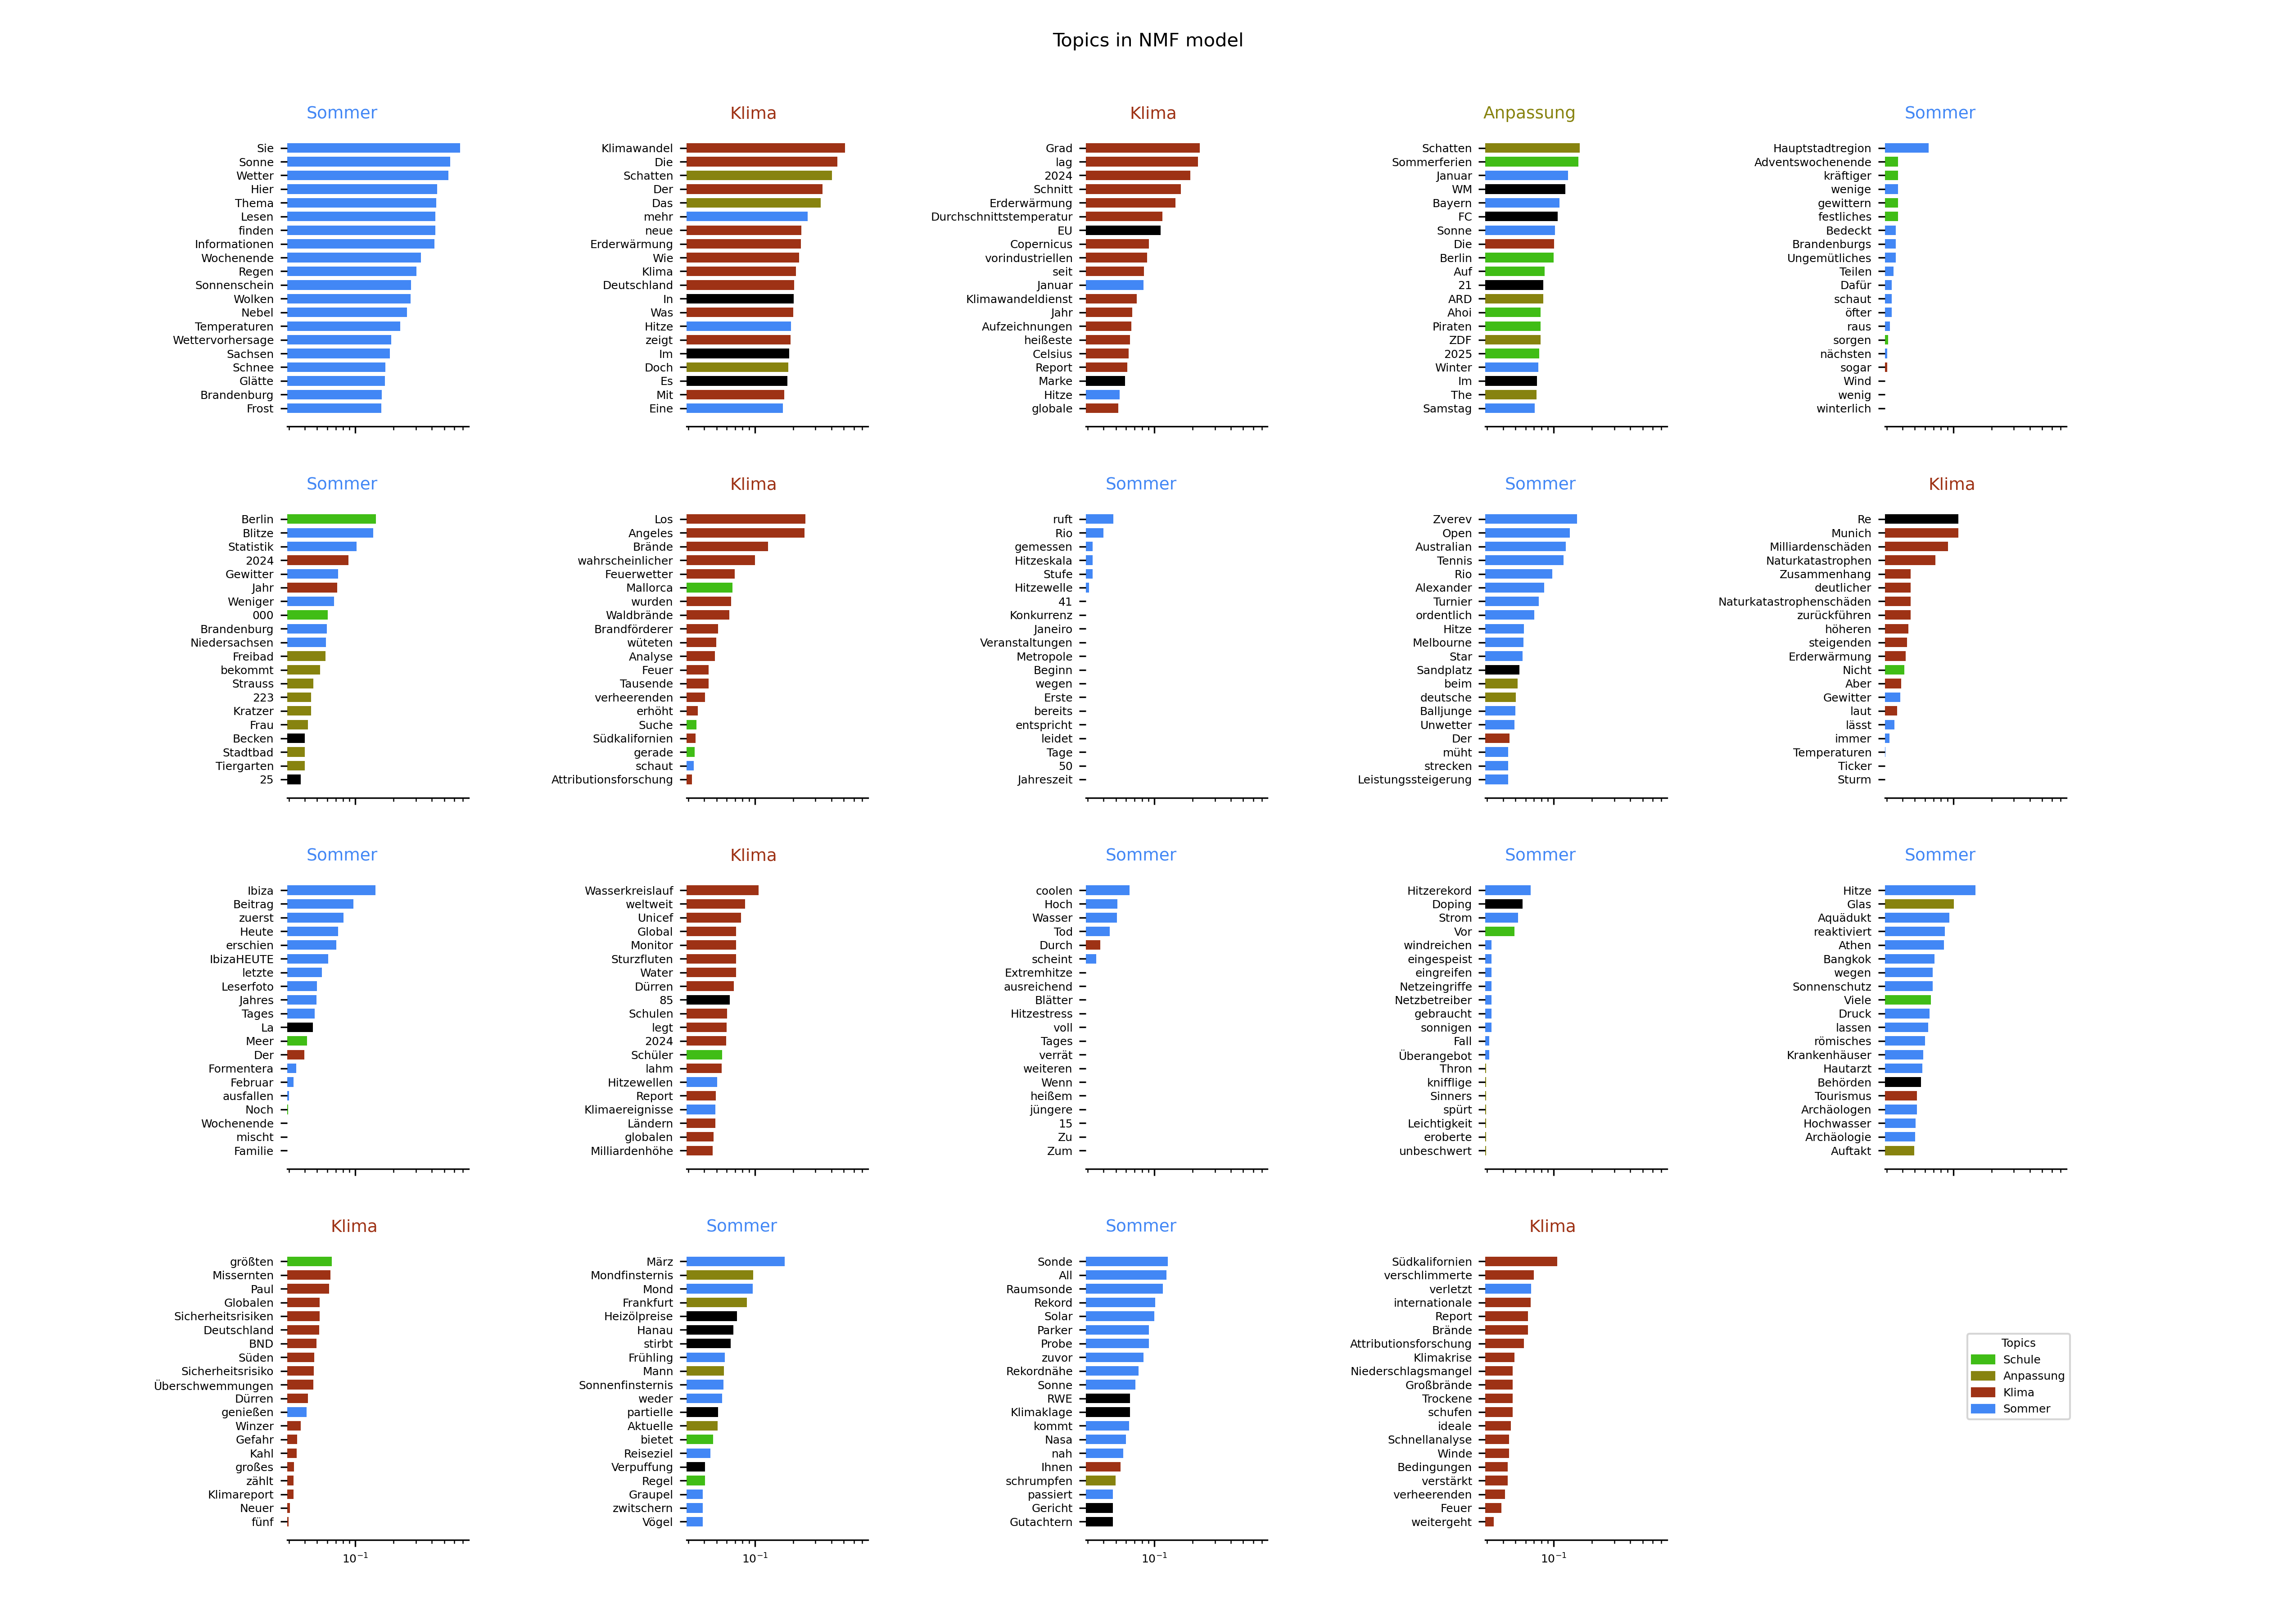 Topics in NMF model
Sommer
Sie
Sonne
Wetter
Hier
Thema
Lesen
finden
Informationen
Wochenende
Regen
Sonnenschein
Wolken
Nebel
Temperaturen
Wettervorhersage
Sachsen
Schnee
Glätte
Brandenburg
Frost
Klima
Klimawandel
Die
Schatten
Der
Das
mehr
neue
Erderwärmung
Wie
Klima
Deutschland
In
Was
Hitze
zeigt
Im
Doch
Es
Mit
Eine
Klima
Grad
lag
2024
Schnitt
Erderwärmung
Durchschnittstemperatur
EU
Copernicus
vorindustriellen
seit
Januar
Klimawandeldienst
Jahr
Aufzeichnungen
heißeste
Celsius
Report
Marke
Hitze
globale
Anpassung
Schatten
Sommerferien
Januar
WM
Bayern
FC
Sonne
Die
Berlin
Auf
21
ARD
Ahoi
Piraten
ZDF
2025
Winter
Im
The
Samstag
Sommer
Hauptstadtregion
Adventswochenende
kräftiger
wenige
gewittern
festliches
Bedeckt
Brandenburgs
Ungemütliches
Teilen
Dafür
schaut
öfter
raus
sorgen
nächsten
sogar
Wind
wenig
winterlich
Sommer
Berlin
Blitze
Statistik
2024
Gewitter
Jahr
Weniger
000
Brandenburg
Niedersachsen
Freibad
bekommt
Strauss
223
Kratzer
Frau
Becken
Stadtbad
Tiergarten
25
Klima
Los
Angeles
Brände
wahrscheinlicher
Feuerwetter
Mallorca
wurden
Waldbrände
Brandförderer
wüteten
Analyse
Feuer
Tausende
verheerenden
erhöht
Suche
Südkalifornien
gerade
schaut
Attributionsforschung
Sommer
ruft
Rio
gemessen
Hitzeskala
Stufe
Hitzewelle
41
Konkurrenz
Janeiro
Veranstaltungen
Metropole
Beginn
wegen
Erste
bereits
entspricht
leidet
Tage
50
Jahreszeit
Sommer
Zverev
Open
Australian
Tennis
Rio
Alexander
Turnier
ordentlich
Hitze
Melbourne
Star
Sandplatz
beim
deutsche
Balljunge
Unwetter
Der
müht
strecken
Leistungssteigerung
Klima
Re
Munich
Milliardenschäden
Naturkatastrophen
Zusammenhang
deutlicher
Naturkatastrophenschäden
zurückführen
höheren
steigenden
Erderwärmung
Nicht
Aber
Gewitter
laut
lässt
immer
Temperaturen
Ticker
Sturm
Sommer
Ibiza
Beitrag
zuerst
Heute
erschien
IbizaHEUTE
letzte
Leserfoto
Jahres
Tages
La
Meer
Der
Formentera
Februar
ausfallen
Noch
Wochenende
mischt
Familie
Klima
Wasserkreislauf
weltweit
Unicef
Global
Monitor
Sturzfluten
Water
Dürren
85
Schulen
legt
2024
Schüler
lahm
Hitzewellen
Report
Klimaereignisse
Ländern
globalen
Milliardenhöhe
Sommer
coolen
Hoch
Wasser
Tod
Durch
scheint
Extremhitze
ausreichend
Blätter
Hitzestress
voll
Tages
verrät
weiteren
Wenn
heißem
jüngere
15
Zu
Zum
Sommer
Hitzerekord
Doping
Strom
Vor
windreichen
eingespeist
eingreifen
Netzeingriffe
Netzbetreiber
gebraucht
sonnigen
Fall
Überangebot
Thron
knifflige
Sinners
spürt
Leichtigkeit
eroberte
unbeschwert
Sommer
Hitze
Glas
Aquädukt
reaktiviert
Athen
Bangkok
wegen
Sonnenschutz
Viele
Druck
lassen
römisches
Krankenhäuser
Hautarzt
Behörden
Tourismus
Archäologen
Hochwasser
Archäologie
Auftakt
Klima
größten
Missernten
Paul
Globalen
Sicherheitsrisiken
Deutschland
BND
Süden
Sicherheitsrisiko
Überschwemmungen
Dürren
genießen
Winzer
Gefahr
Kahl
großes
zählt
Klimareport
Neuer
fünf
10⁻¹
Sommer
März
Mondfinsternis
Mond
Frankfurt
Heizölpreise
Hanau
stirbt
Frühling
Mann
Sonnenfinsternis
weder
partielle
Aktuelle
bietet
Reiseziel
Verpuffung
Regel
Graupel
zwitschern
Vögel
10⁻¹
Sommer
Sonde
All
Raumsonde
Rekord
Solar
Parker
Probe
zuvor
Rekordnähe
Sonne
RWE
Klimaklage
kommt
Nasa
nah
Ihnen
schrumpfen
passiert
Gericht
Gutachtern
10⁻¹
Klima
Südkalifornien
verschlimmerte
verletzt
internationale
Report
Brände
Attributionsforschung
Klimakrise
Niederschlagsmangel
Großbrände
Trockene
schufen
ideale
Schnellanalyse
Winde
Bedingungen
verstärkt
verheerenden
Feuer
weitergeht
10⁻¹
Topics
Schule
Anpassung
Klima
Sommer